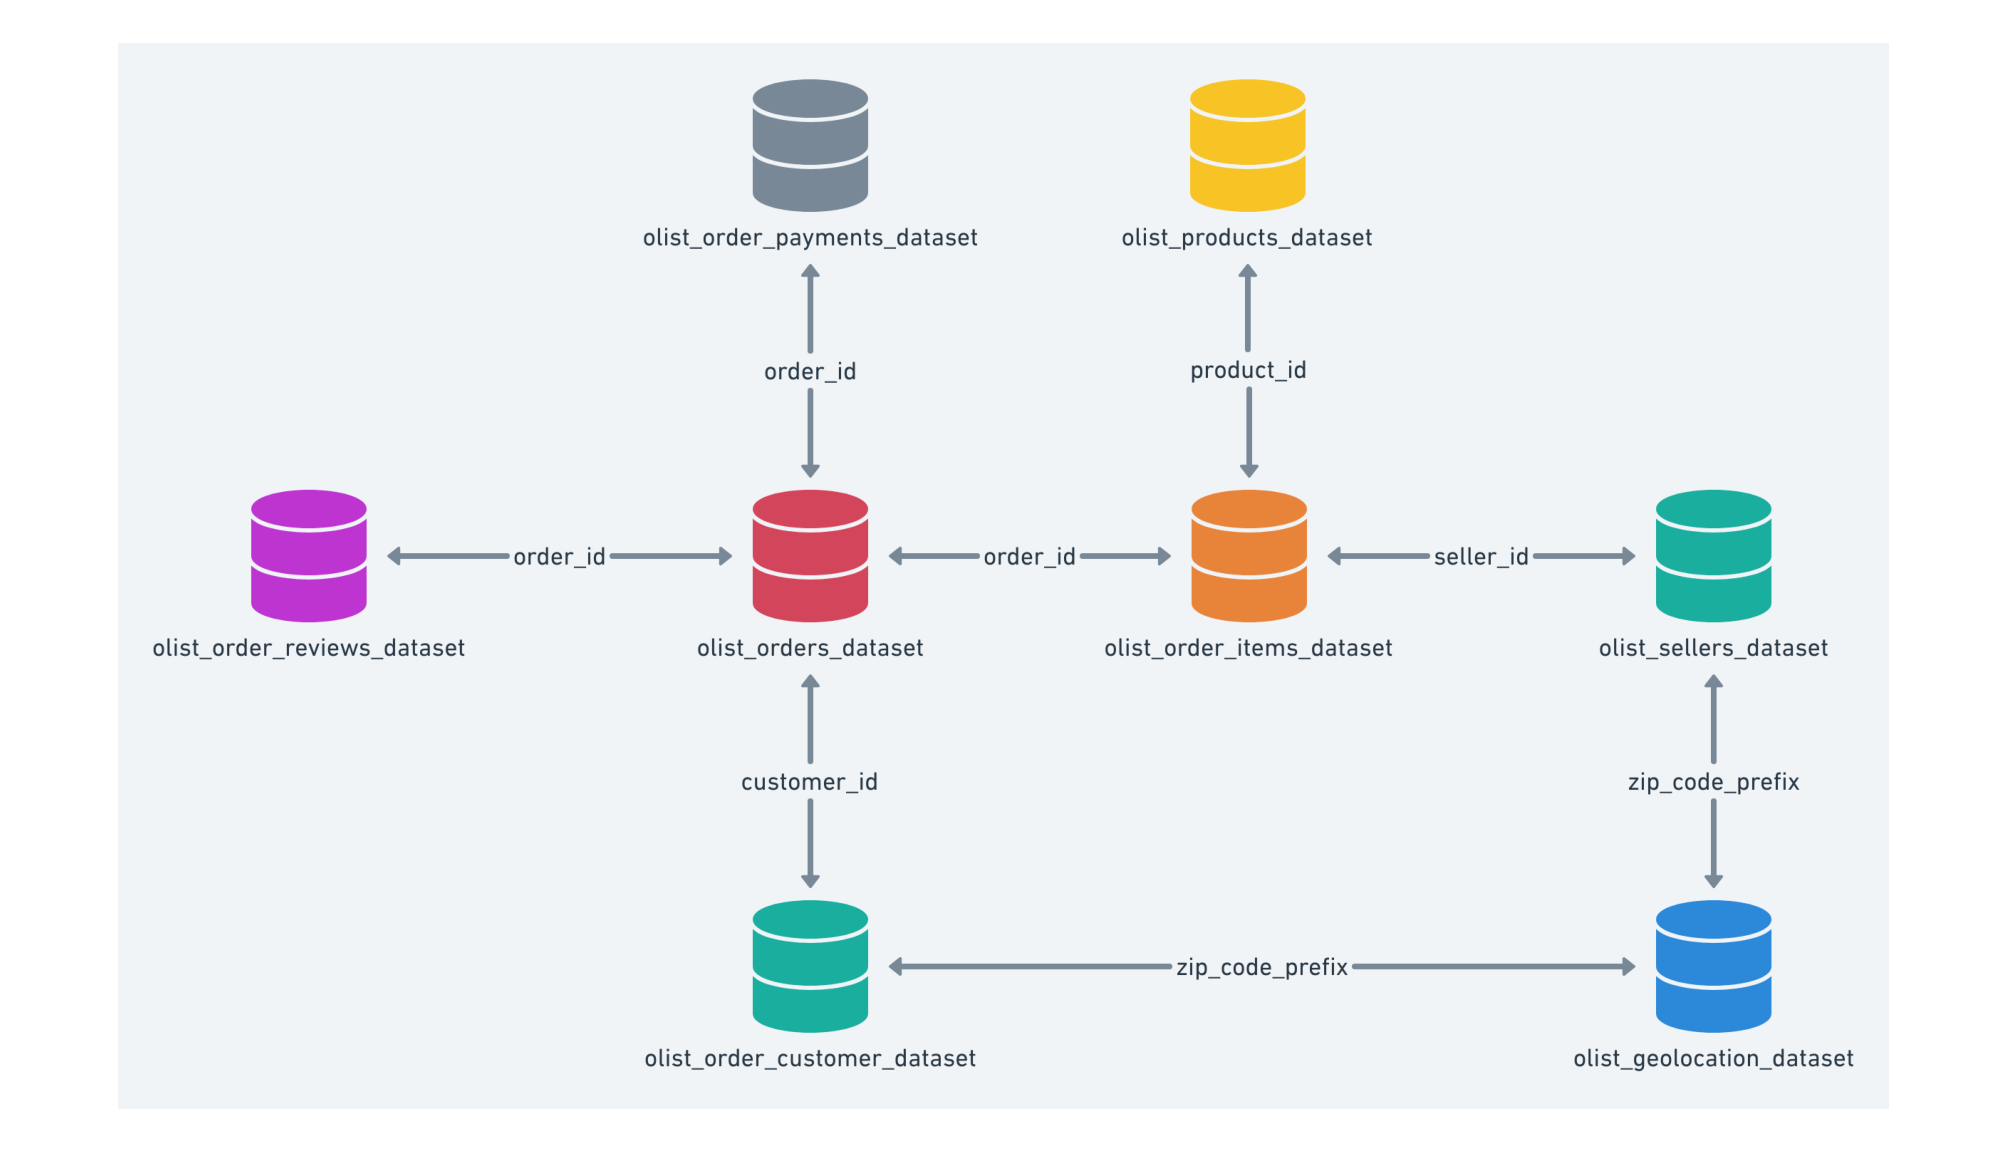 olist_order_payments_dataset
olist_products_dataset
order_id
product_id
order_id
order_id
seller_id
olist_order_reviews_dataset
olist_orders_dataset
olist_order_items_dataset
olist_sellers_dataset
customer_id
zip_code_prefix
zip_code_prefix
olist_order_customer_dataset
olist_geolocation_dataset